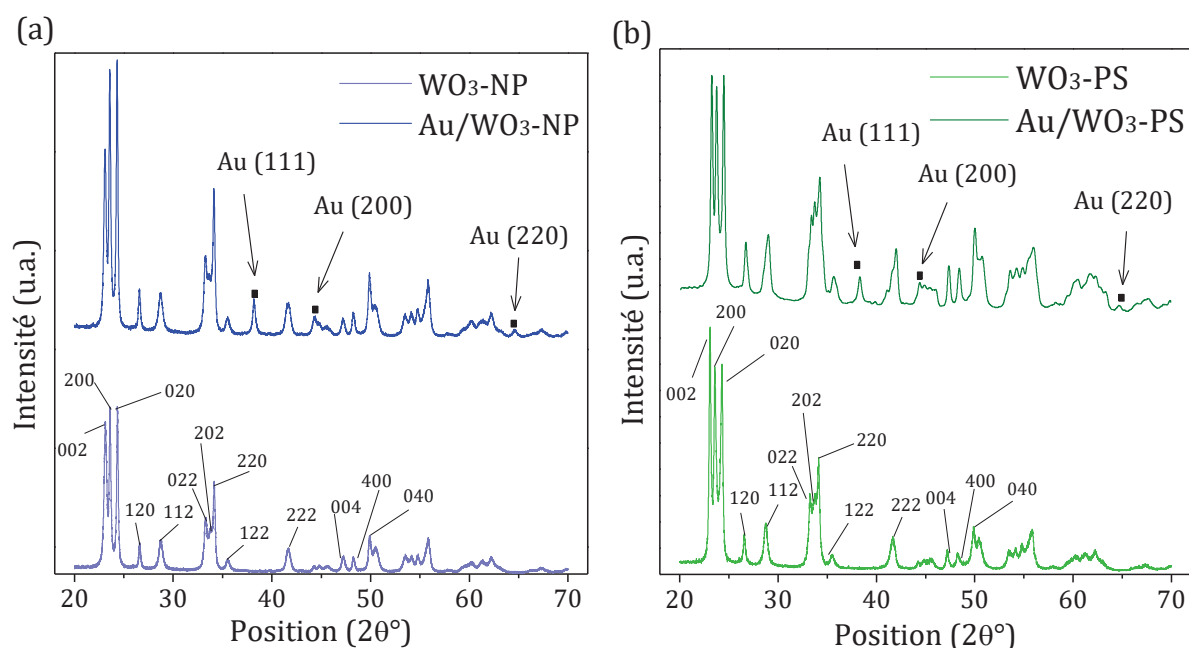 (a)
WO₃-NP
Au/WO₃-NP
Au (111)
Au (200)
Au (220)
200
020
002
202
220
022
120
112
122
222
004
400
040
20 30 40 50 60 70
Position (2θ°)
Intensité (u.a.)
(b)
WO₃-PS
Au/WO₃-PS
Au (111)
Au (200)
Au (220)
200
020
002
202
220
022
120
112
122
222
004
400
040
20 30 40 50 60 70
Position (2θ°)
Intensité (u.a.)